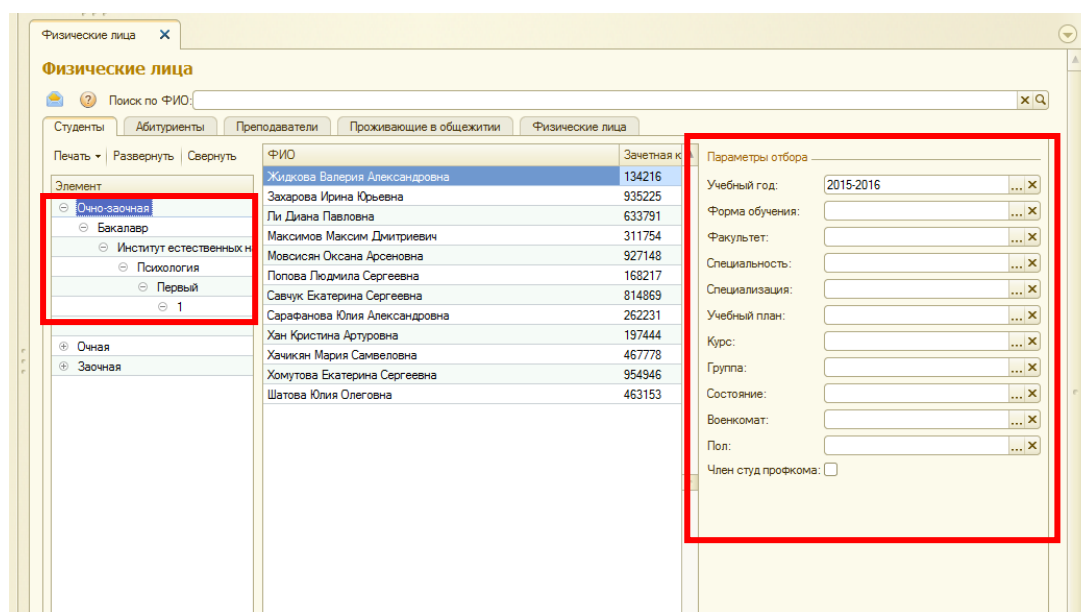 Физические лица
Физические лица
Поиск по ФИО:
Студенты Абитуриенты Преподаватели Проживающие в общежитии Физические лица
Печать Развернуть Свернуть
Элемент
Очно-заочная
Бакалавр
Институт естественных н
Психология
Первый
1
Очная
Заочная
ФИО Зачетная к
Жидкова Валерия Александровна 134216
Захарова Ирина Юрьевна 935225
Ли Диана Павловна 633791
Максимов Максим Дмитриевич 311754
Мовсисян Оксана Арсеновна 927148
Попова Людмила Сергеевна 168217
Савчук Екатерина Сергеевна 814869
Сарафанова Юлия Александровна 262231
Хан Кристина Артуровна 197444
Хачикян Мария Самвеловна 467778
Хомутова Екатерина Сергеевна 954946
Шатова Юлия Олеговна 463153
Параметры отбора
Учебный год: 2015-2016 ...
Форма обучения: ...
Факультет: ...
Специальность: ...
Специализация: ...
Учебный план: ...
Курс: ...
Группа: ...
Состояние: ...
Военкомат: ...
Пол: ...
Член студ профкома: